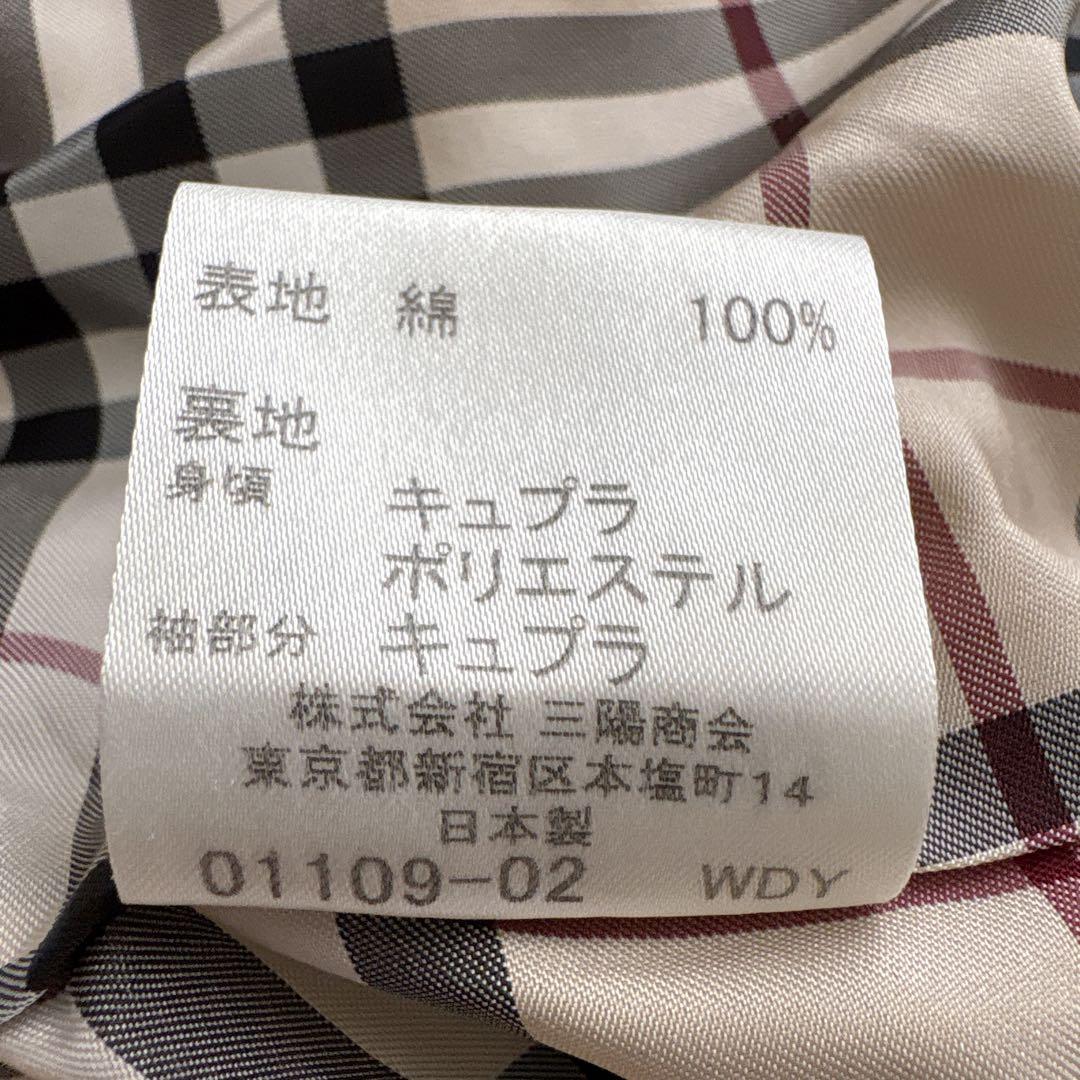 表地 綿 100%
裏地
身頃 キュプラ
ポリエステル
袖部分 キュプラ
株式会社 三陽商会
東京都新宿区本塩町14
日本製
01109-02 WDY